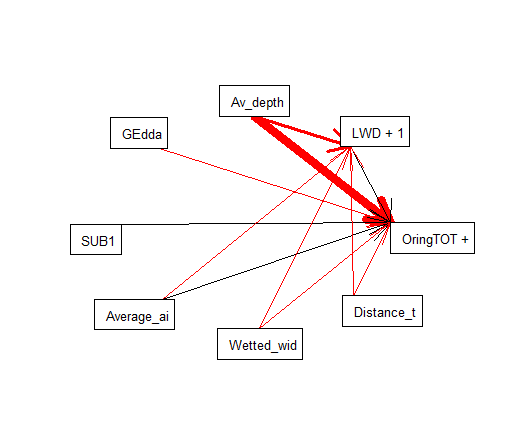 Av_depth
LWD + 1
GEdda
SUB1
OringTOT +
Average_ai
Distance_t
Wetted_wid